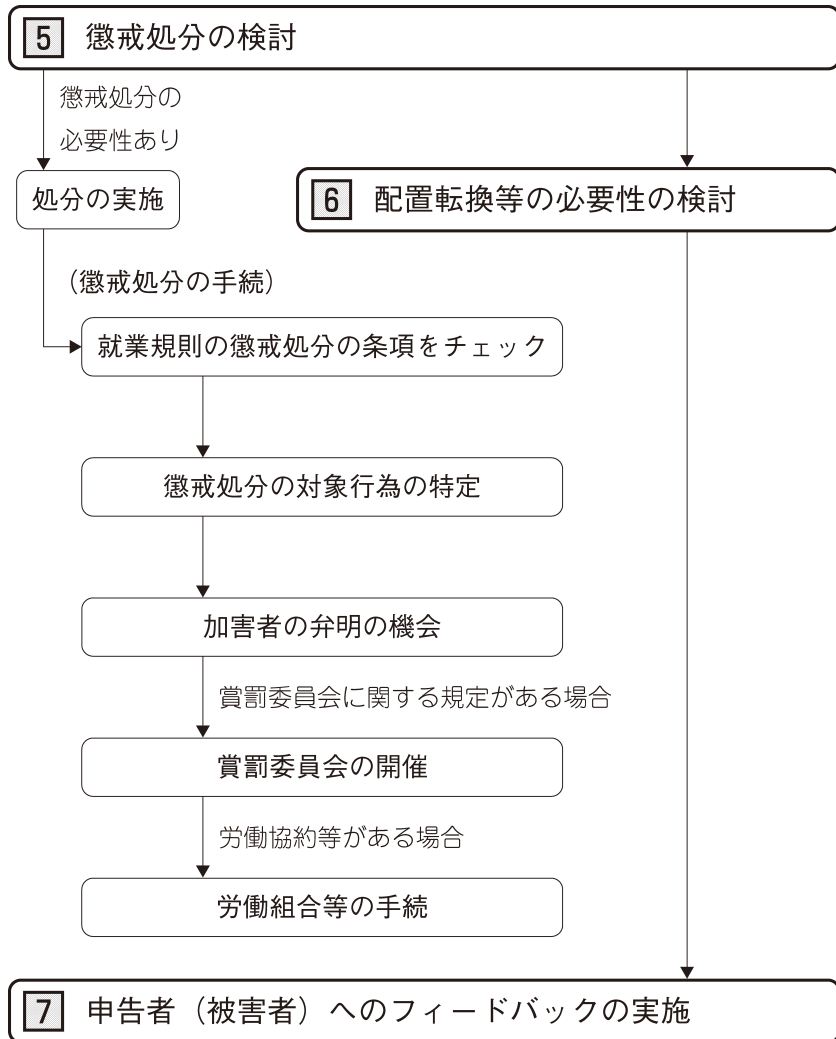 5 懲戒処分の検討
懲戒処分の
必要性あり
処分の実施
6 配置転換等の必要性の検討
(懲戒処分の手続)
就業規則の懲戒処分の条項をチェック
懲戒処分の対象行為の特定
加害者の弁明の機会
賞罰委員会に関する規定がある場合
賞罰委員会の開催
労働協約等がある場合
労働組合等の手続
7 申告者（被害者）へのフィードバックの実施